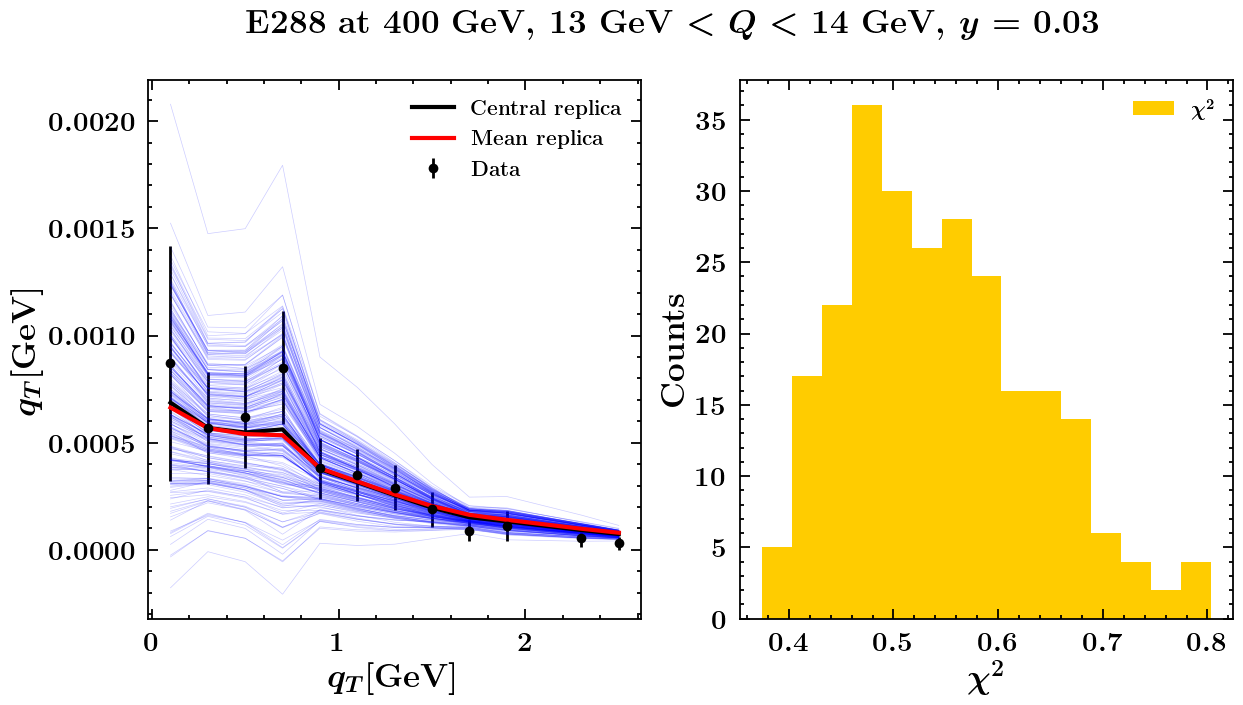 E288 at 400 GeV, 13 GeV < Q < 14 GeV, y = 0.03
Central replica
Mean replica
Data
0.0020
0.0015
0.0010
0.0005
0.0000
q_T[GeV]
0
1
2
q_T[GeV]
χ²
35
30
25
20
15
10
5
0
Counts
0.4
0.5
0.6
0.7
0.8
χ²